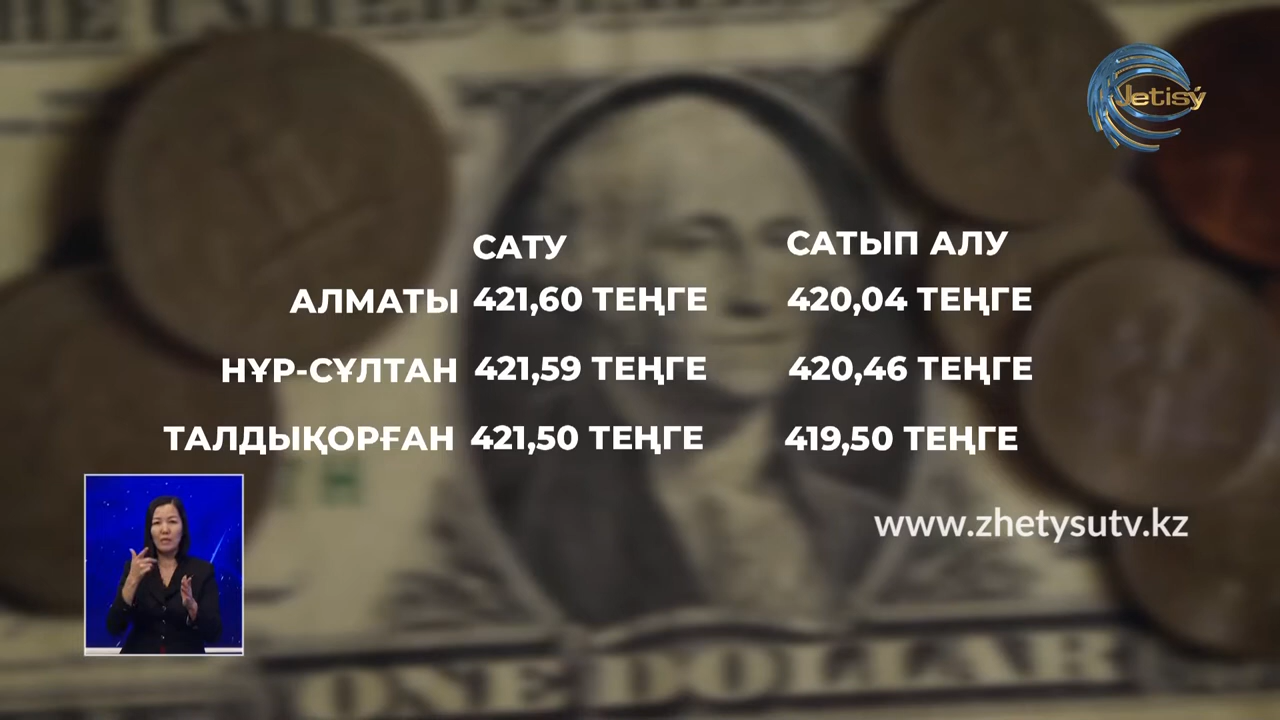 Jetisý
САТУ САТЫП АЛУ
АЛМАТЫ 421,60 ТЕҢГЕ 420,04 ТЕҢГЕ
НҰР-СҰЛТАН 421,59 ТЕҢГЕ 420,46 ТЕҢГЕ
ТАЛДЫҚОРҒАН 421,50 ТЕҢГЕ 419,50 ТЕҢГЕ
www.zhetysutv.kz
ONE DOLLAR